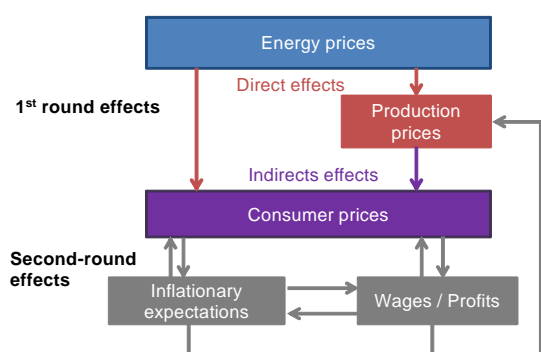 Energy prices
Direct effects
1st round effects
Production
prices
Indirects effects
Consumer prices
Second-round
effects
Inflationary
expectations
Wages / Profits